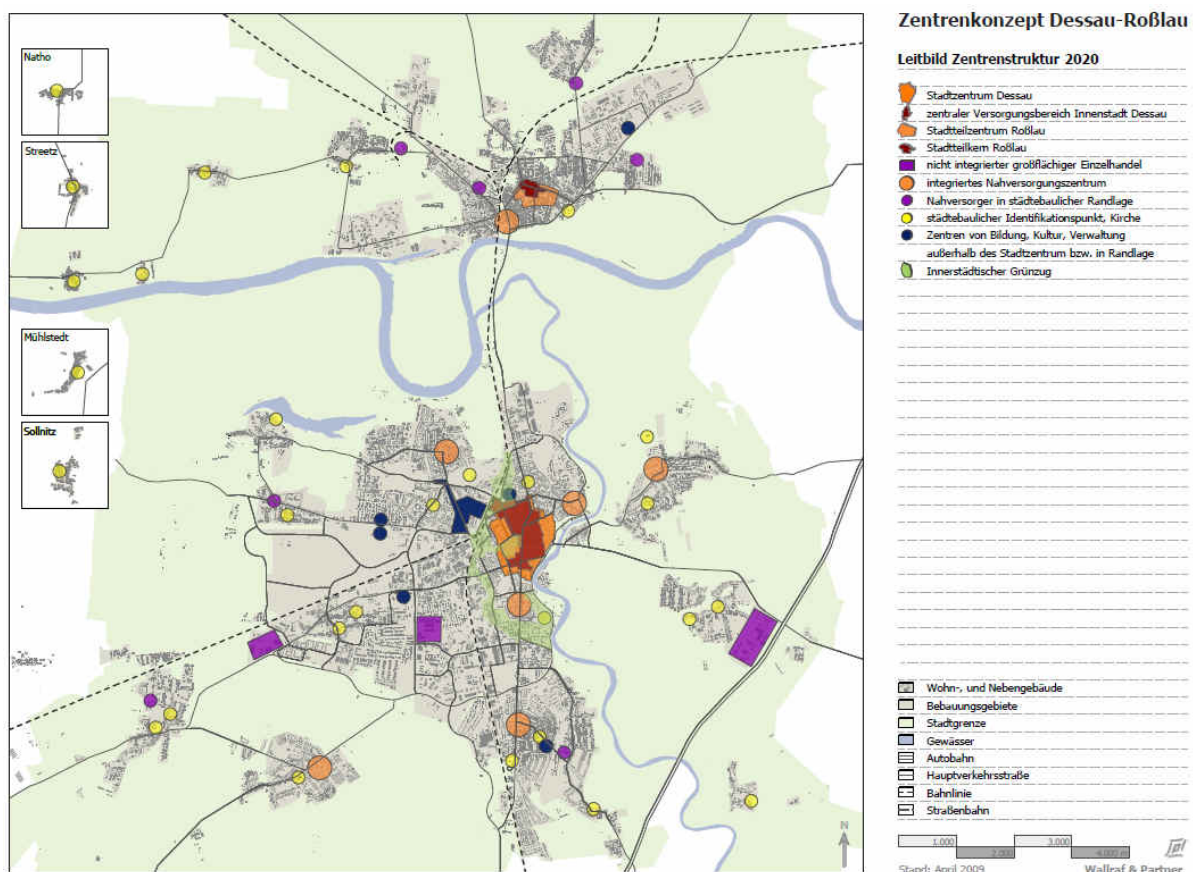 Zentrenkonzept Dessau-Roßlau
Leitbild Zentrenstruktur 2020
Stadtzentrum Dessau
zentraler Versorgungsbereich Innenstadt Dessau
Stadtteilzentrum Roßlau
Stadtteilkern Roßlau
nicht integrierter großflächiger Einzelhandel
integriertes Nahversorgungszentrum
Nahversorger in städtebaulicher Randlage
städtebaulicher Identifikationspunkt, Kirche
Zentren von Bildung, Kultur, Verwaltung
außerhalb des Stadtzentrum bzw. in Randlage
Innerstädtischer Grünzug
Natho
Streetz
Mühlstedt
Sollnitz
Wohn-, und Nebengebäude
Bebauungsgebiete
Stadtgrenze
Gewässer
Autobahn
Hauptverkehrsstraße
Bahnlinie
Straßenbahn
N
1.000 3.000
2.000 4.000 m
Stand: April 2009 Wallraf & Partner